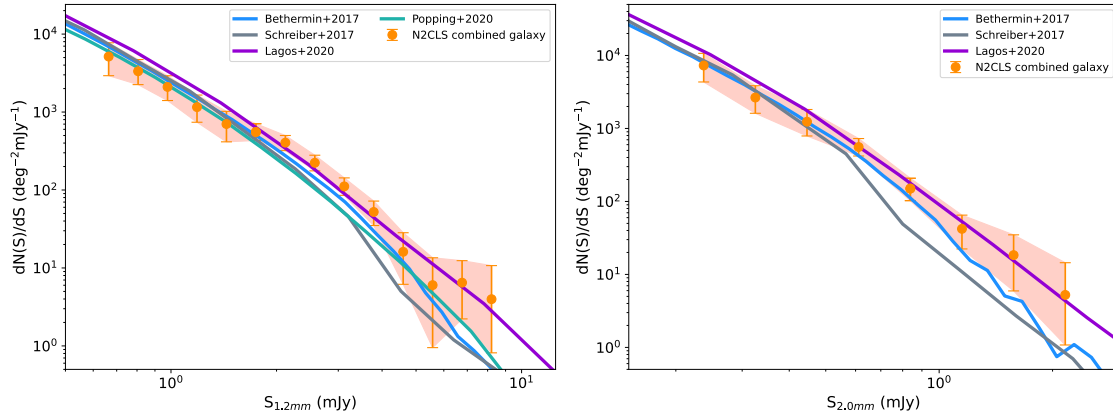 Bethermin+2017
Schreiber+2017
Lagos+2020
Popping+2020
N2CLS combined galaxy
dN(S)/dS (deg⁻²mJy⁻¹)
10⁴
10³
10²
10¹
10⁰
10⁰
10¹
S₁.₂ₘₘ (mJy)
Bethermin+2017
Schreiber+2017
Lagos+2020
N2CLS combined galaxy
dN(S)/dS (deg⁻²mJy⁻¹)
10⁴
10³
10²
10¹
10⁰
10⁰
S₂.₀ₘₘ (mJy)